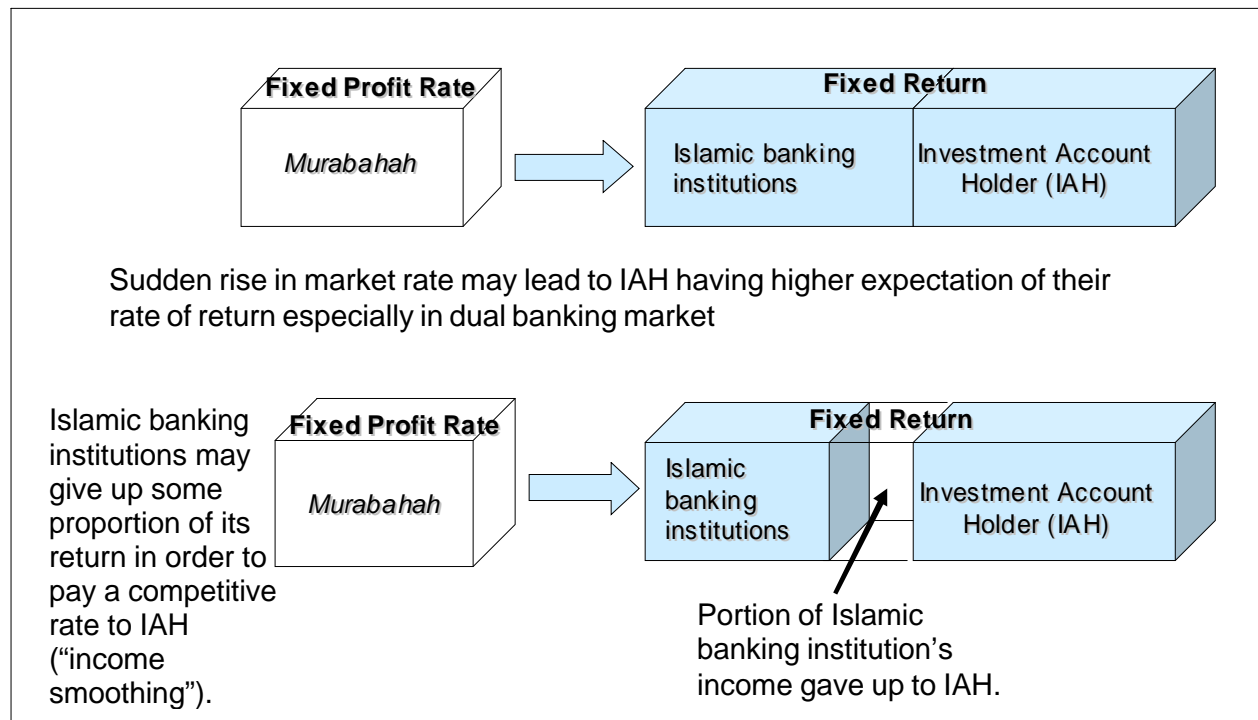 Fixed Profit Rate
Murabahah
Fixed Return
Islamic banking
institutions
Investment Account
Holder (IAH)
Sudden rise in market rate may lead to IAH having higher expectation of their
rate of return especially in dual banking market
Islamic banking
institutions may
give up some
proportion of its
return in order to
pay a competitive
rate to IAH
(“income
smoothing”).
Fixed Profit Rate
Murabahah
Fixed Return
Islamic
banking
institutions
Investment Account
Holder (IAH)
Portion of Islamic
banking institution’s
income gave up to IAH.